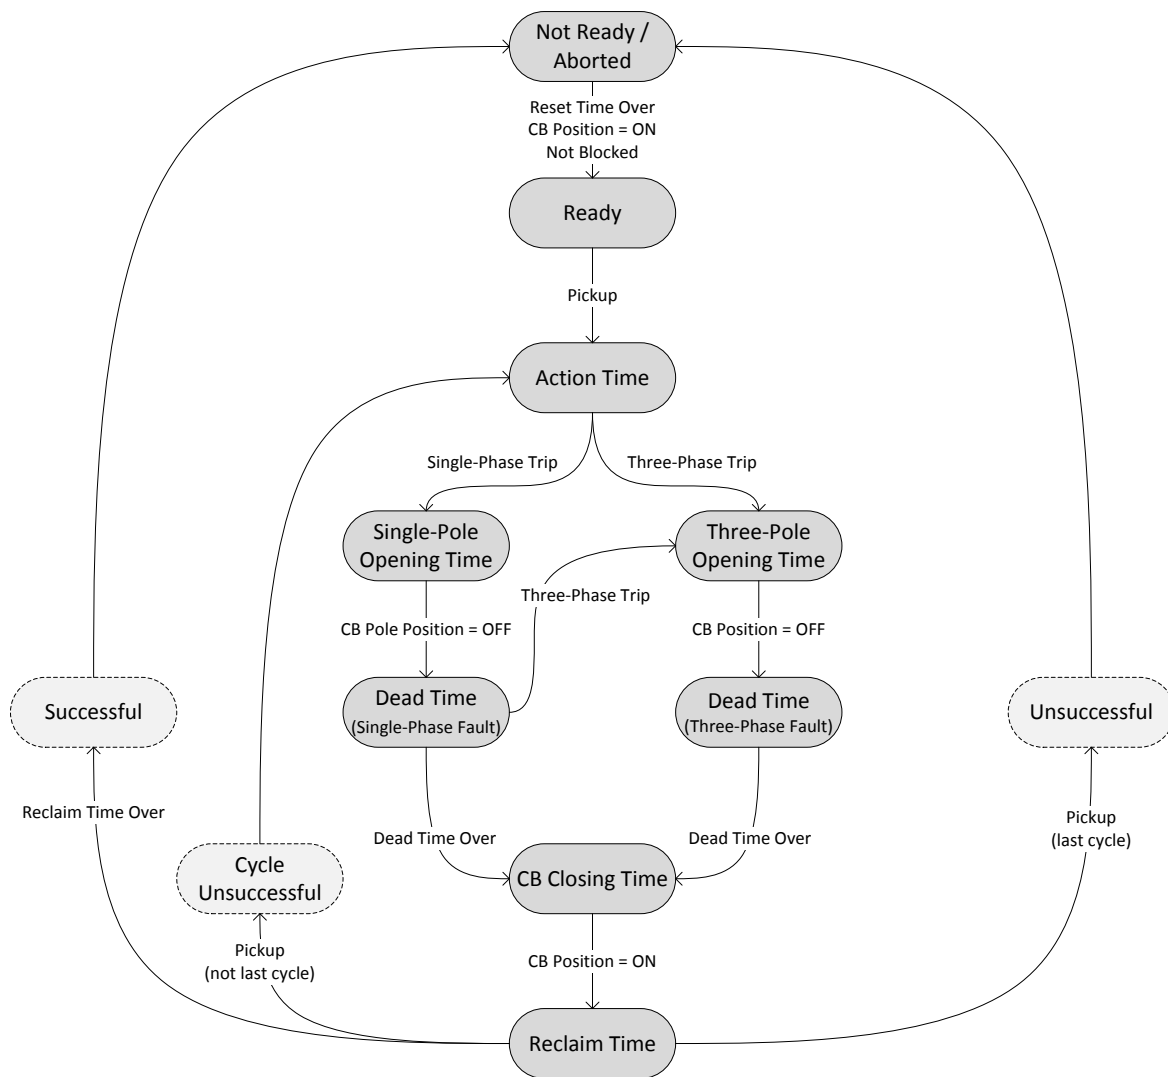 Not Ready /
Aborted
Reset Time Over
CB Position = ON
Not Blocked
Ready
Pickup
Action Time
Single-Phase Trip
Three-Phase Trip
Single-Pole
Opening Time
Three-Pole
Opening Time
Three-Phase Trip
CB Pole Position = OFF
CB Position = OFF
Successful
Dead Time
(Single-Phase Fault)
Dead Time
(Three-Phase Fault)
Unsuccessful
Reclaim Time Over
Dead Time Over
Dead Time Over
Pickup
(last cycle)
Cycle
Unsuccessful
CB Closing Time
Pickup
(not last cycle)
CB Position = ON
Reclaim Time